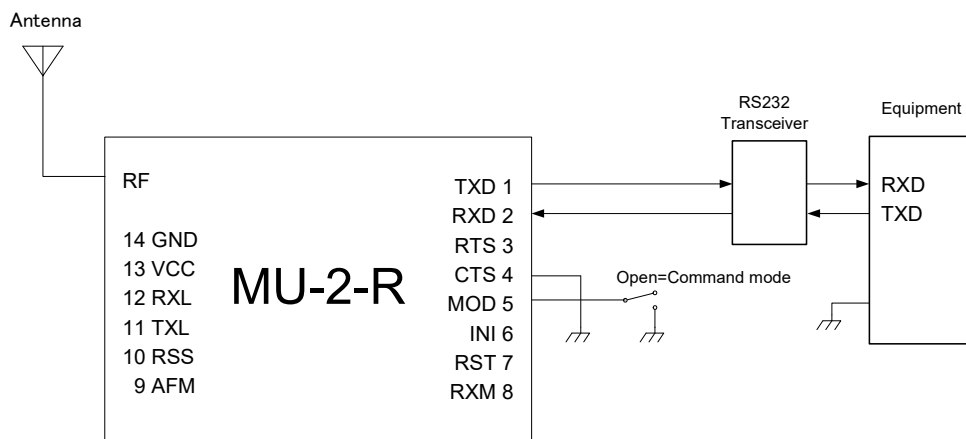 Antenna
RS232
Transceiver
Equipment
RF
14 GND
13 VCC
12 RXL
11 TXL
10 RSS
9 AFM
MU-2-R
TXD 1
RXD 2
RTS 3
CTS 4
MOD 5
INI 6
RST 7
RXM 8
Open=Command mode
RXD
TXD